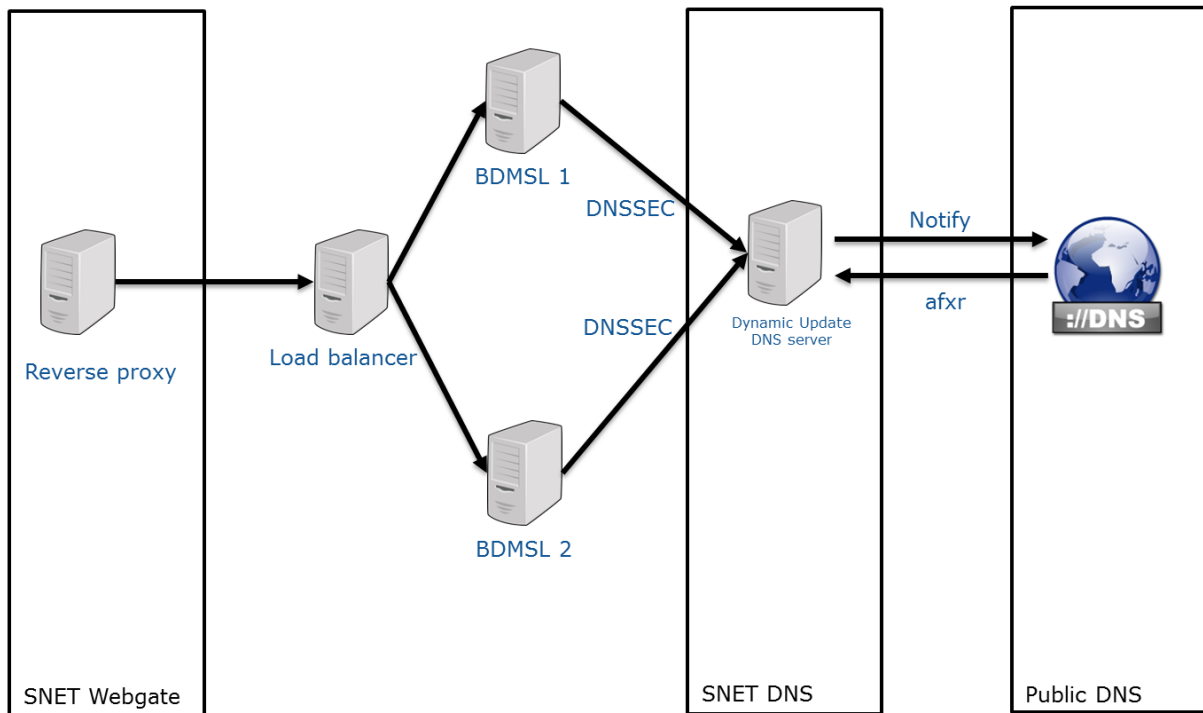 BDMSL 1
DNSSEC
Notify
afxr
://DNS
Dynamic Update
DNS server
DNSSEC
Load balancer
Reverse proxy
BDMSL 2
SNET Webgate
SNET DNS
Public DNS